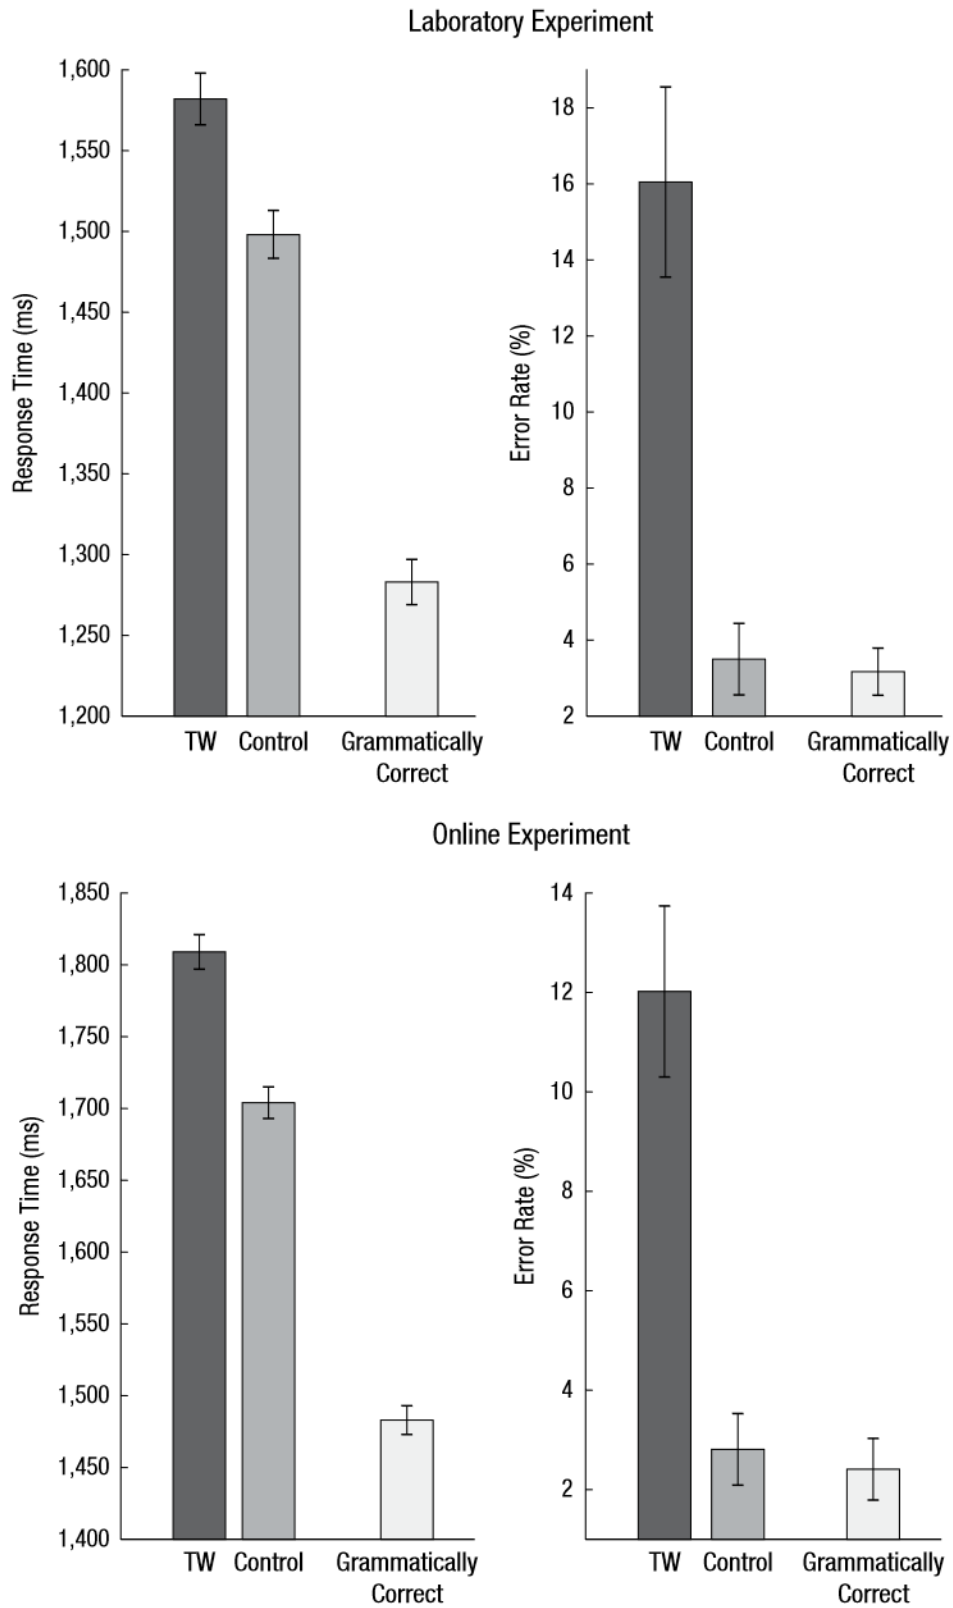 Laboratory Experiment
1,600
1,550
1,500
1,450
1,400
1,350
1,300
1,250
1,200
Response Time (ms)
TW Control Grammatically
Correct
18
16
14
12
10
8
6
4
2
Error Rate (%)
TW Control Grammatically
Correct
Online Experiment
1,850
1,800
1,750
1,700
1,650
1,600
1,550
1,500
1,450
1,400
Response Time (ms)
TW Control Grammatically
Correct
14
12
10
8
6
4
2
Error Rate (%)
TW Control Grammatically
Correct